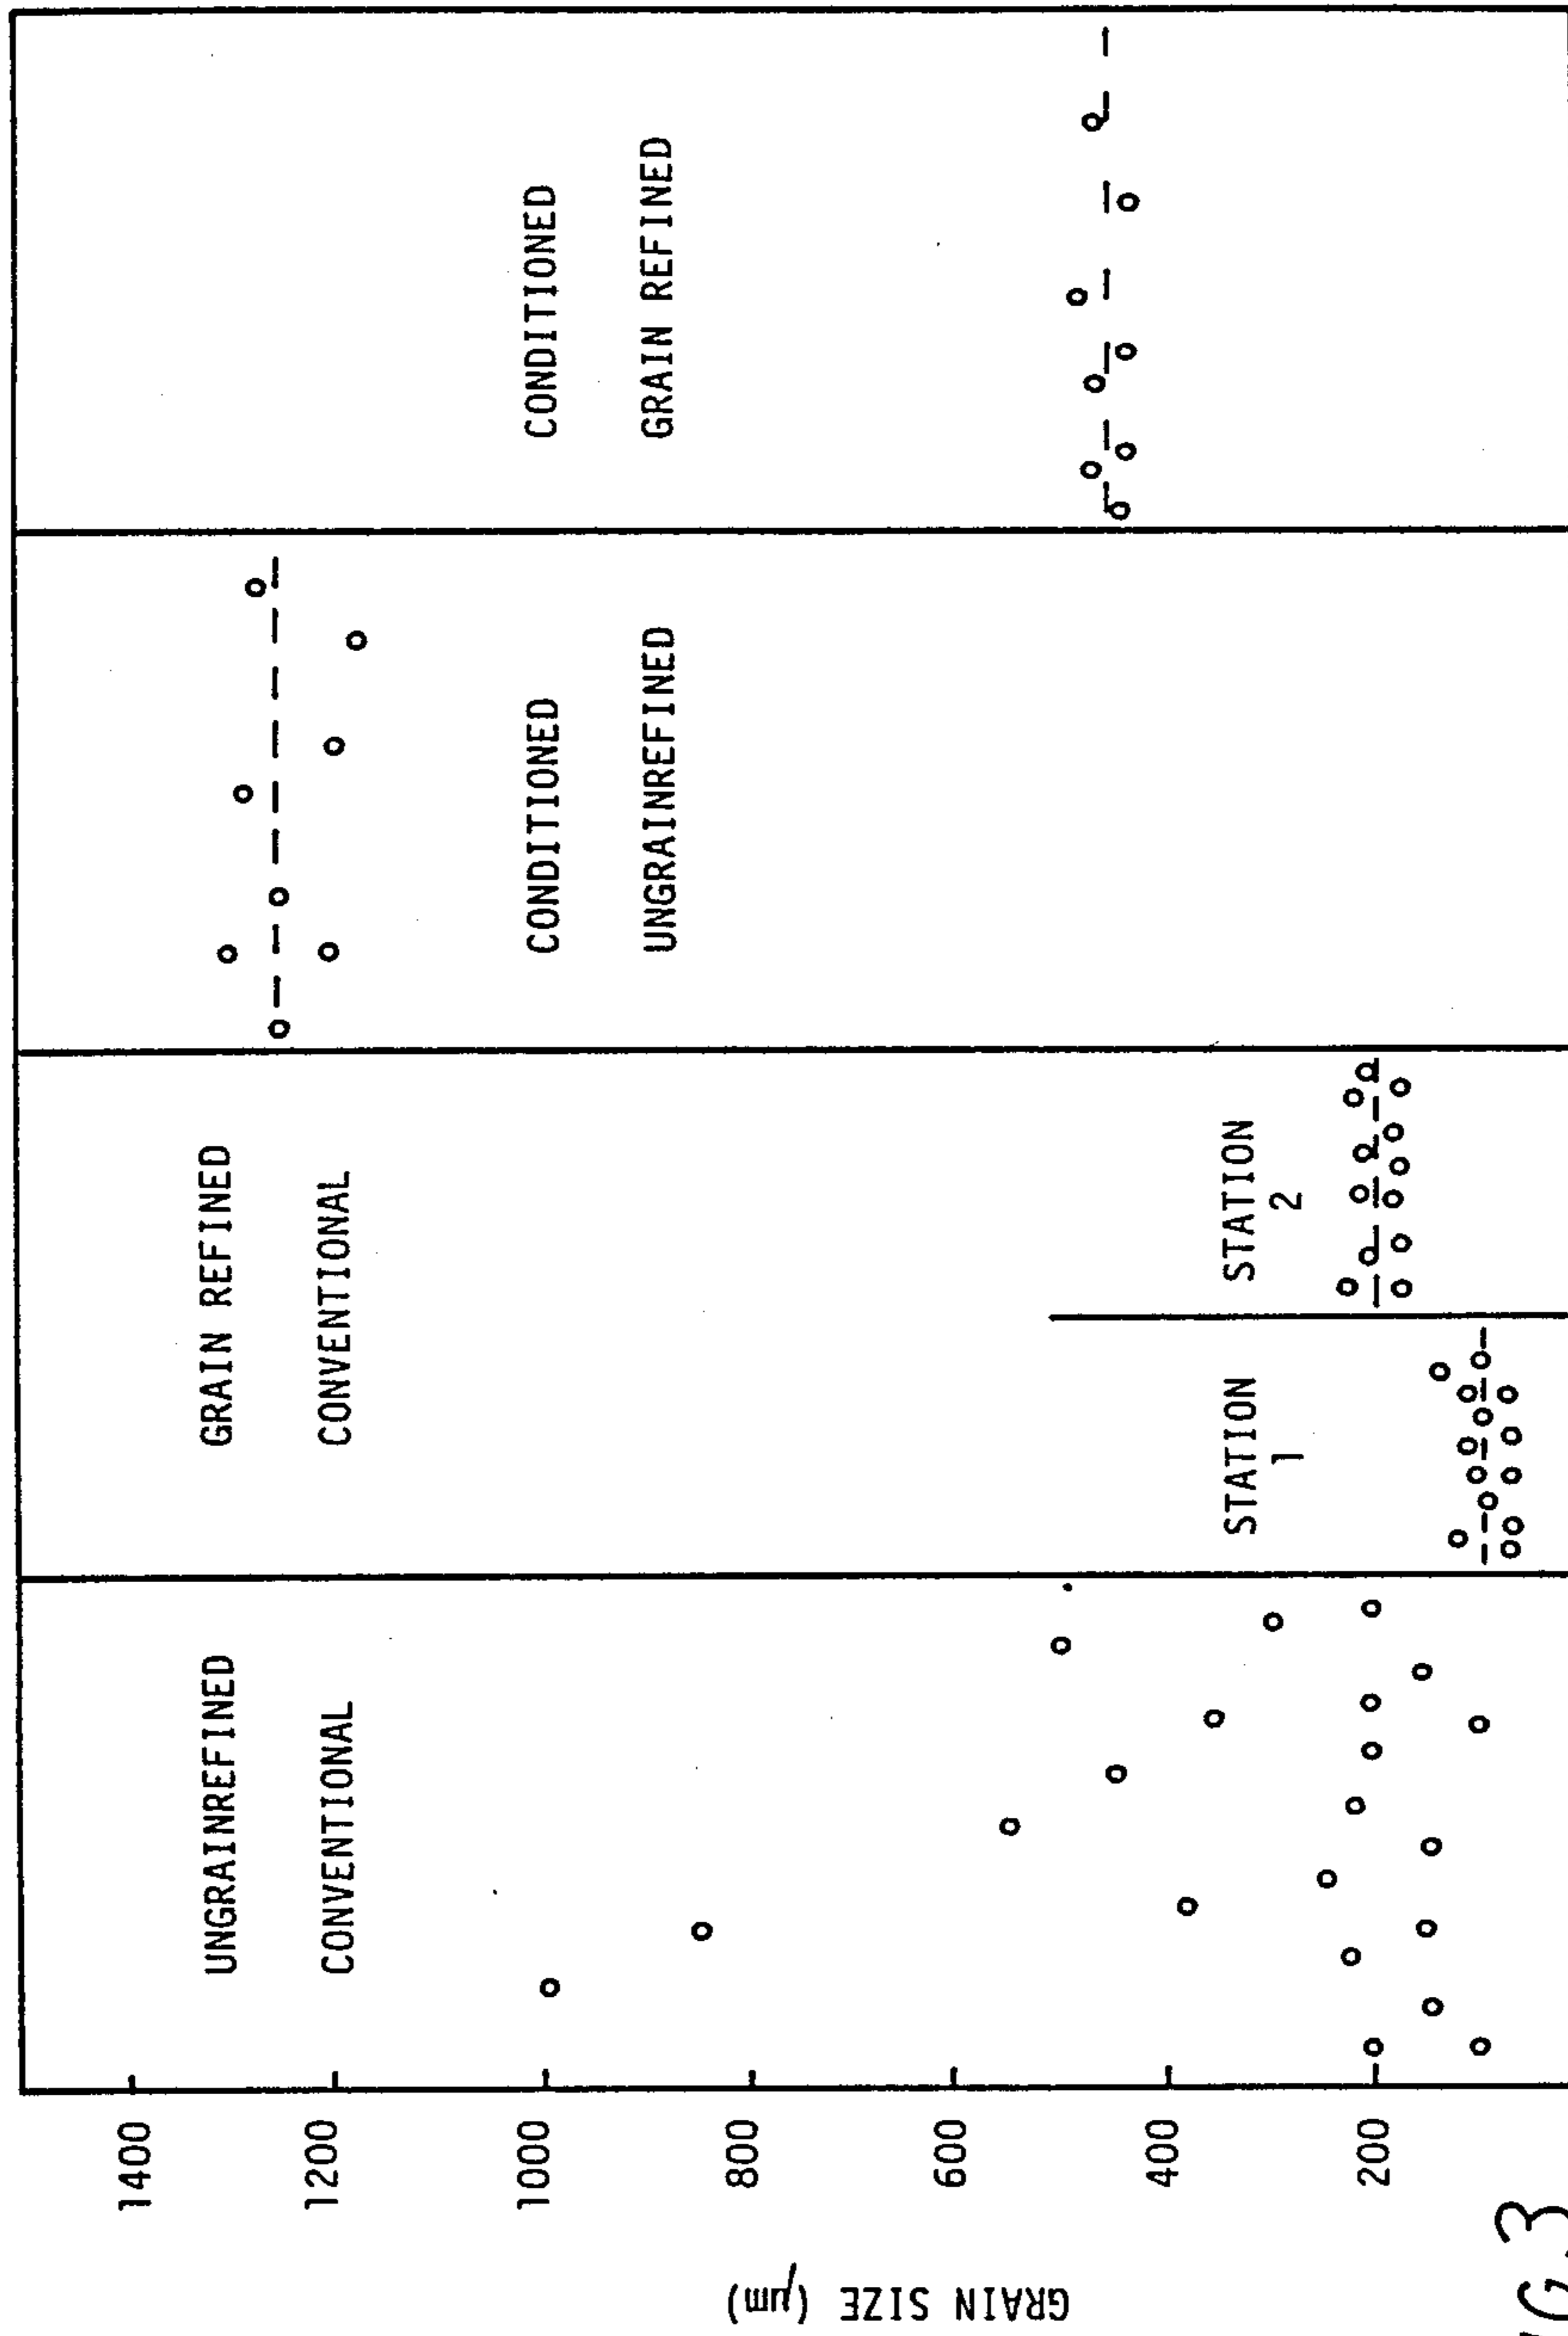 GRAIN SIZE (µm)
1400
1200
1000
800
600
400
200
UNGRAINREFINED
CONVENTIONAL
GRAIN REFINED
CONVENTIONAL
STATION
1
STATION
2
CONDITIONED
UNGRAINREFINED
CONDITIONED
GRAIN REFINED
G.3